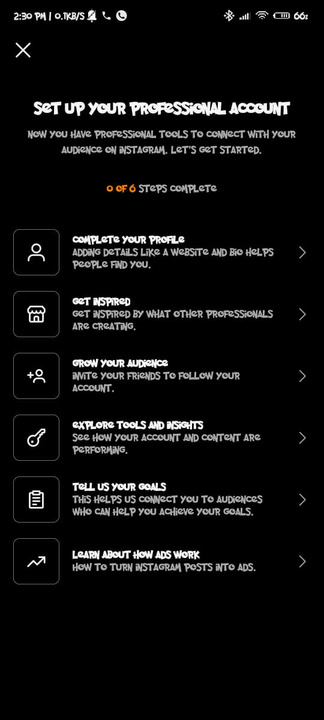 2:30 PM | 0.1KB/S
66%
Set up your professional account
Now you have professional tools to connect with your
audience on Instagram. Let's get started.
0 of 6 steps complete
Complete your profile
Adding details like a website and bio helps
people find you.
Get inspired
Get inspired by what other professionals
are creating.
Grow your audience
Invite your friends to follow your
account.
Explore tools and insights
See how your account and content are
performing.
Tell us your goals
This helps us connect you to audiences
who can help you achieve your goals.
Learn about how ads work
How to turn Instagram posts into ads.